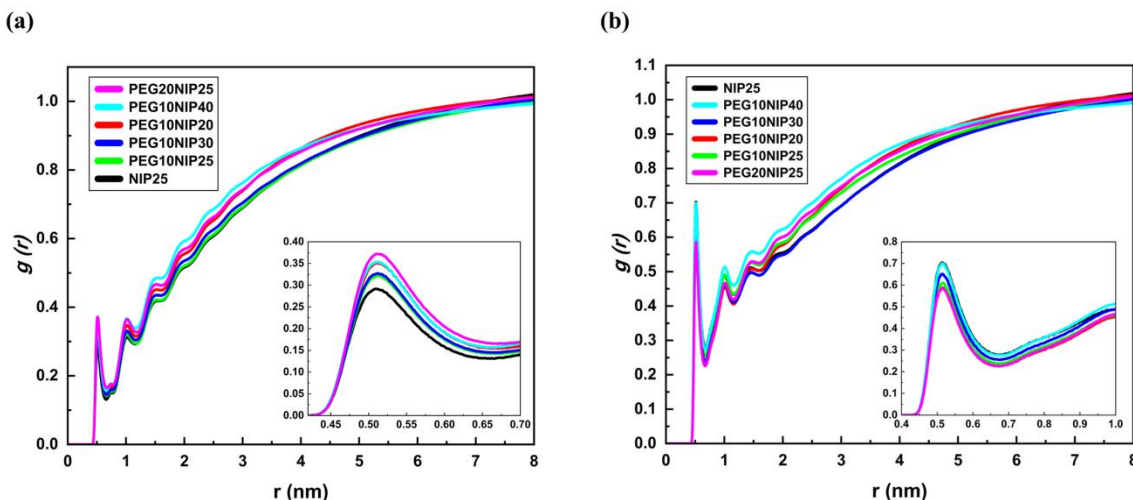 (a)
(b)
PEG20NIP25
PEG10NIP40
PEG10NIP20
PEG10NIP30
PEG10NIP25
NIP25
g (r)
1.0
0.8
0.6
0.4
0.2
0.0
0.40
0.35
0.30
0.25
0.20
0.15
0.10
0.05
0.00
0.45 0.50 0.55 0.60 0.65 0.70
0 1 2 3 4 5 6 7 8
r (nm)
NIP25
PEG10NIP40
PEG10NIP30
PEG10NIP20
PEG10NIP25
PEG20NIP25
g (r)
1.1
1.0
0.9
0.8
0.7
0.6
0.5
0.4
0.3
0.2
0.1
0.0
0.8
0.7
0.6
0.5
0.4
0.3
0.2
0.1
0.0
0.4 0.5 0.6 0.7 0.8 0.9 1.0
0 1 2 3 4 5 6 7 8
r (nm)